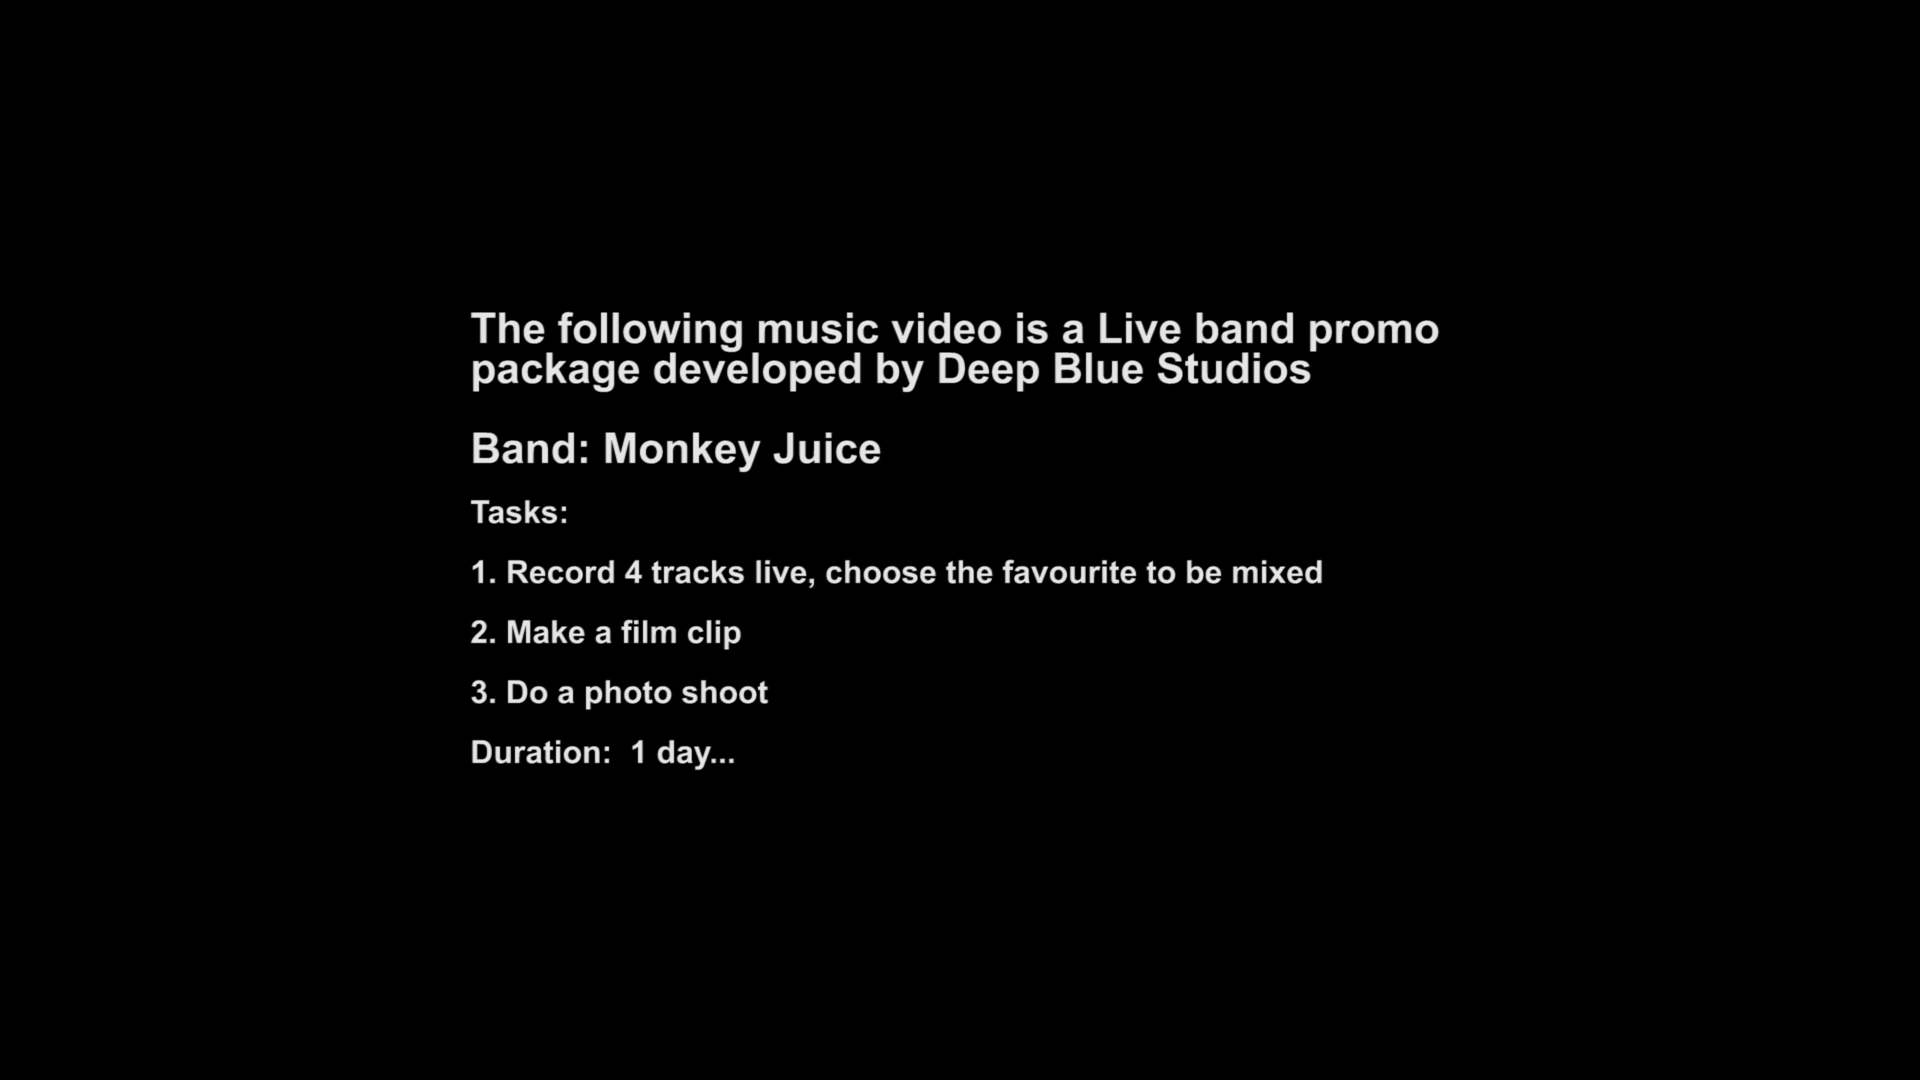 The following music video is a Live band promo
package developed by Deep Blue Studios
Band: Monkey Juice
Tasks:
1. Record 4 tracks live, choose the favourite to be mixed
2. Make a film clip
3. Do a photo shoot
Duration:  1 day...